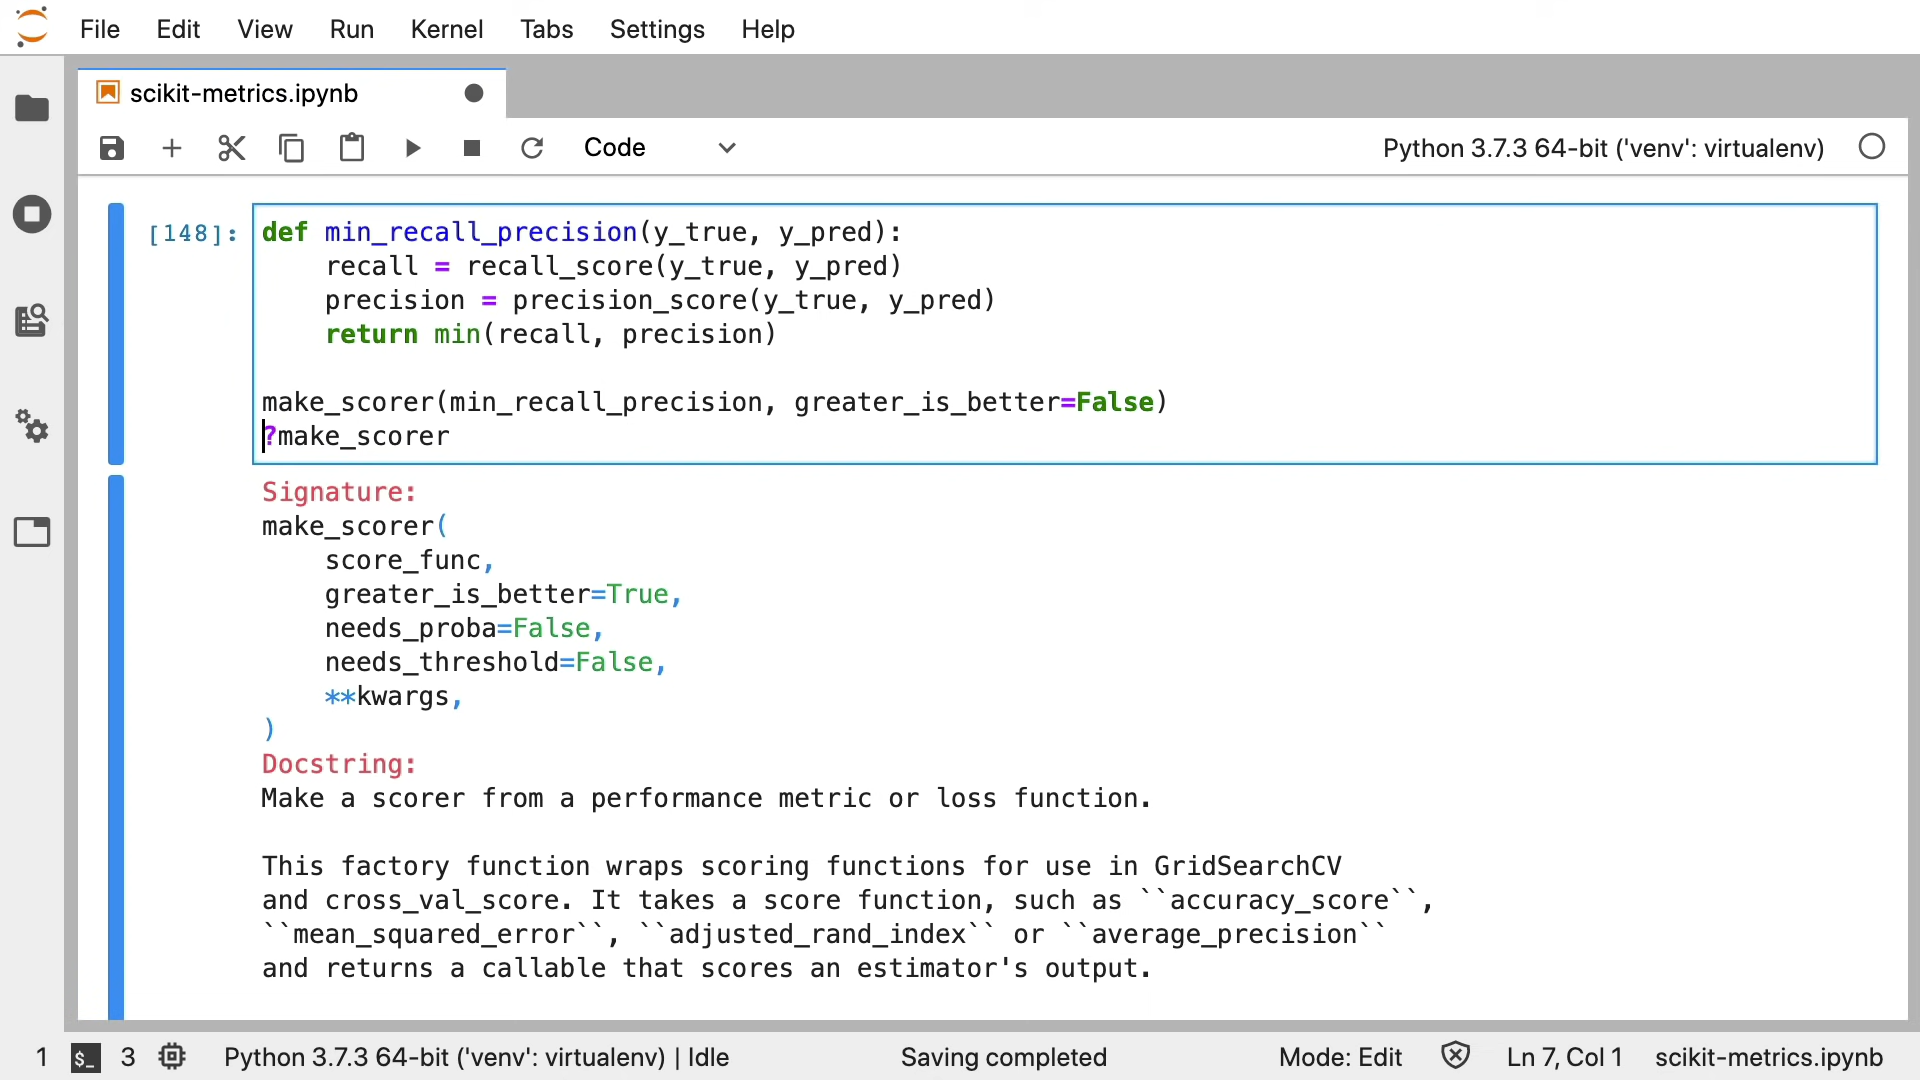 File Edit View Run Kernel Tabs Settings Help
scikit-metrics.ipynb
Code Python 3.7.3 64-bit ('venv': virtualenv)
[148]: def min_recall_precision(y_true, y_pred):
    recall = recall_score(y_true, y_pred)
    precision = precision_score(y_true, y_pred)
    return min(recall, precision)
make_scorer(min_recall_precision, greater_is_better=False)
?make_scorer
Signature:
make_scorer(
    score_func,
    greater_is_better=True,
    needs_proba=False,
    needs_threshold=False,
    **kwargs,
)
Docstring:
Make a scorer from a performance metric or loss function.
This factory function wraps scoring functions for use in GridSearchCV
and cross_val_score. It takes a score function, such as ``accuracy_score``,
``mean_squared_error``, ``adjusted_rand_index`` or ``average_precision``
and returns a callable that scores an estimator's output.
1 $_ 3 Python 3.7.3 64-bit ('venv': virtualenv) | Idle Saving completed Mode: Edit Ln 7, Col 1 scikit-metrics.ipynb